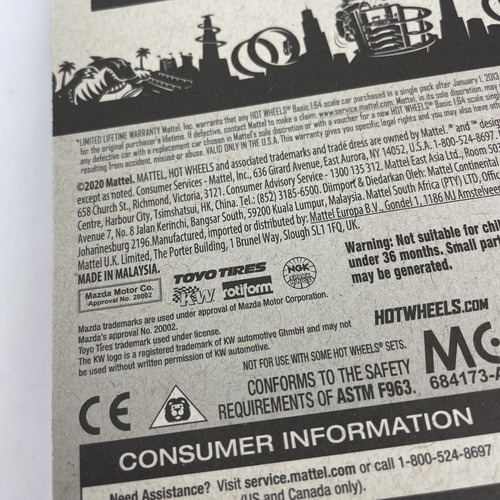 *LIMITED LIFETIME WARRANTY Mattel, Inc. warrants that any HOT WHEELS® Basic 1:64 scale car purchased in a single pack after January 1, 200
for the original purchaser's lifetime. If defective, contact Mattel to make a claim: www.service.mattel.com. Mattel, in its sole discretion, may
any defective car with a replacement car chosen in Mattel's sole discretion or with a voucher for a new HOT WHEELS® Basic 1:64 scale sing
resulting from accident, misuse or abuse. VALID ONLY IN THE U.S.A. This warranty gives you specific legal rights and you may also have
©2020 Mattel. MATTEL, HOT WHEELS and associated trademarks and trade dress are owned by Mattel. ® and ™ desig
except as noted. Consumer Services - Mattel, Inc., 636 Girard Avenue, East Aurora, NY 14052, U.S.A. 1-800-524-8697
658 Church St., Richmond, Victoria, 3121. Consumer Advisory Service - 1300 135 312. Mattel East Asia Ltd., Room 503
Centre, Harbour City, Tsimshatsui, HK, China. Tel.: (852) 3185-6500. Diimport & Diedarkan Oleh: Mattel Contin
Avenue 7, No. 8 Jalan Kerinchi, Bangsar South, 59200 Kuala Lumpur, Malaysia. Mattel South Africa (PTY) LTD, Offi
Johannesburg 2196. Manufactured, imported or distributed by: Mattel Europa B.V., Gondel 1, 1186 MJ Amstelvee
Mattel U.K. Limited, The Porter Building, 1 Brunel Way, Slough SL1 1FQ, UK.
MADE IN MALAYSIA.
Mazda Motor Co.
Approval No. 20002
TOYO TIRES
KW
rotiform.
NGK
Warning: Not suitable for chil
under 36 months. Small par
may be generated.
Mazda trademarks are used under approval of Mazda Motor Corporation.
Mazda's approval No. 20002.
Toyo Tires trademark used under license.
The KW logo is a registered trademark of KW automotive GhmbH and may not
be used without written permission of KW automotive.
HOTWHEELS.COM
NOT FOR USE WITH SOME HOT WHEELS® SETS.
CE
CONFORMS TO THE SAFETY
REQUIREMENTS OF ASTM F963.
MC
684173-A
CONSUMER INFORMATION
Need Assistance? Visit service.mattel.com or call 1-800-524-8697
(US and Canada only).